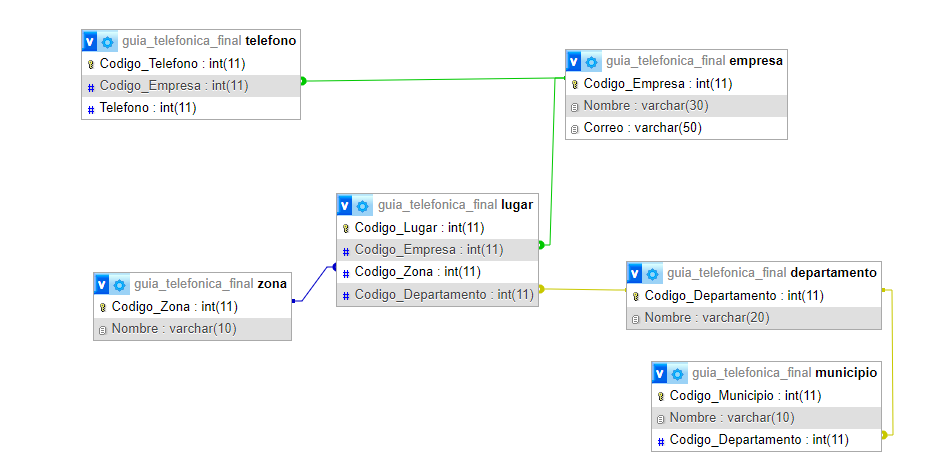 guia_telefonica_final telefono
Codigo_Telefono : int(11)
Codigo_Empresa : int(11)
Telefono : int(11)
guia_telefonica_final empresa
Codigo_Empresa : int(11)
Nombre : varchar(30)
Correo : varchar(50)
guia_telefonica_final lugar
Codigo_Lugar : int(11)
Codigo_Empresa : int(11)
Codigo_Zona : int(11)
Codigo_Departamento : int(11)
guia_telefonica_final zona
Codigo_Zona : int(11)
Nombre : varchar(10)
guia_telefonica_final departamento
Codigo_Departamento : int(11)
Nombre : varchar(20)
guia_telefonica_final municipio
Codigo_Municipio : int(11)
Nombre : varchar(10)
Codigo_Departamento : int(11)